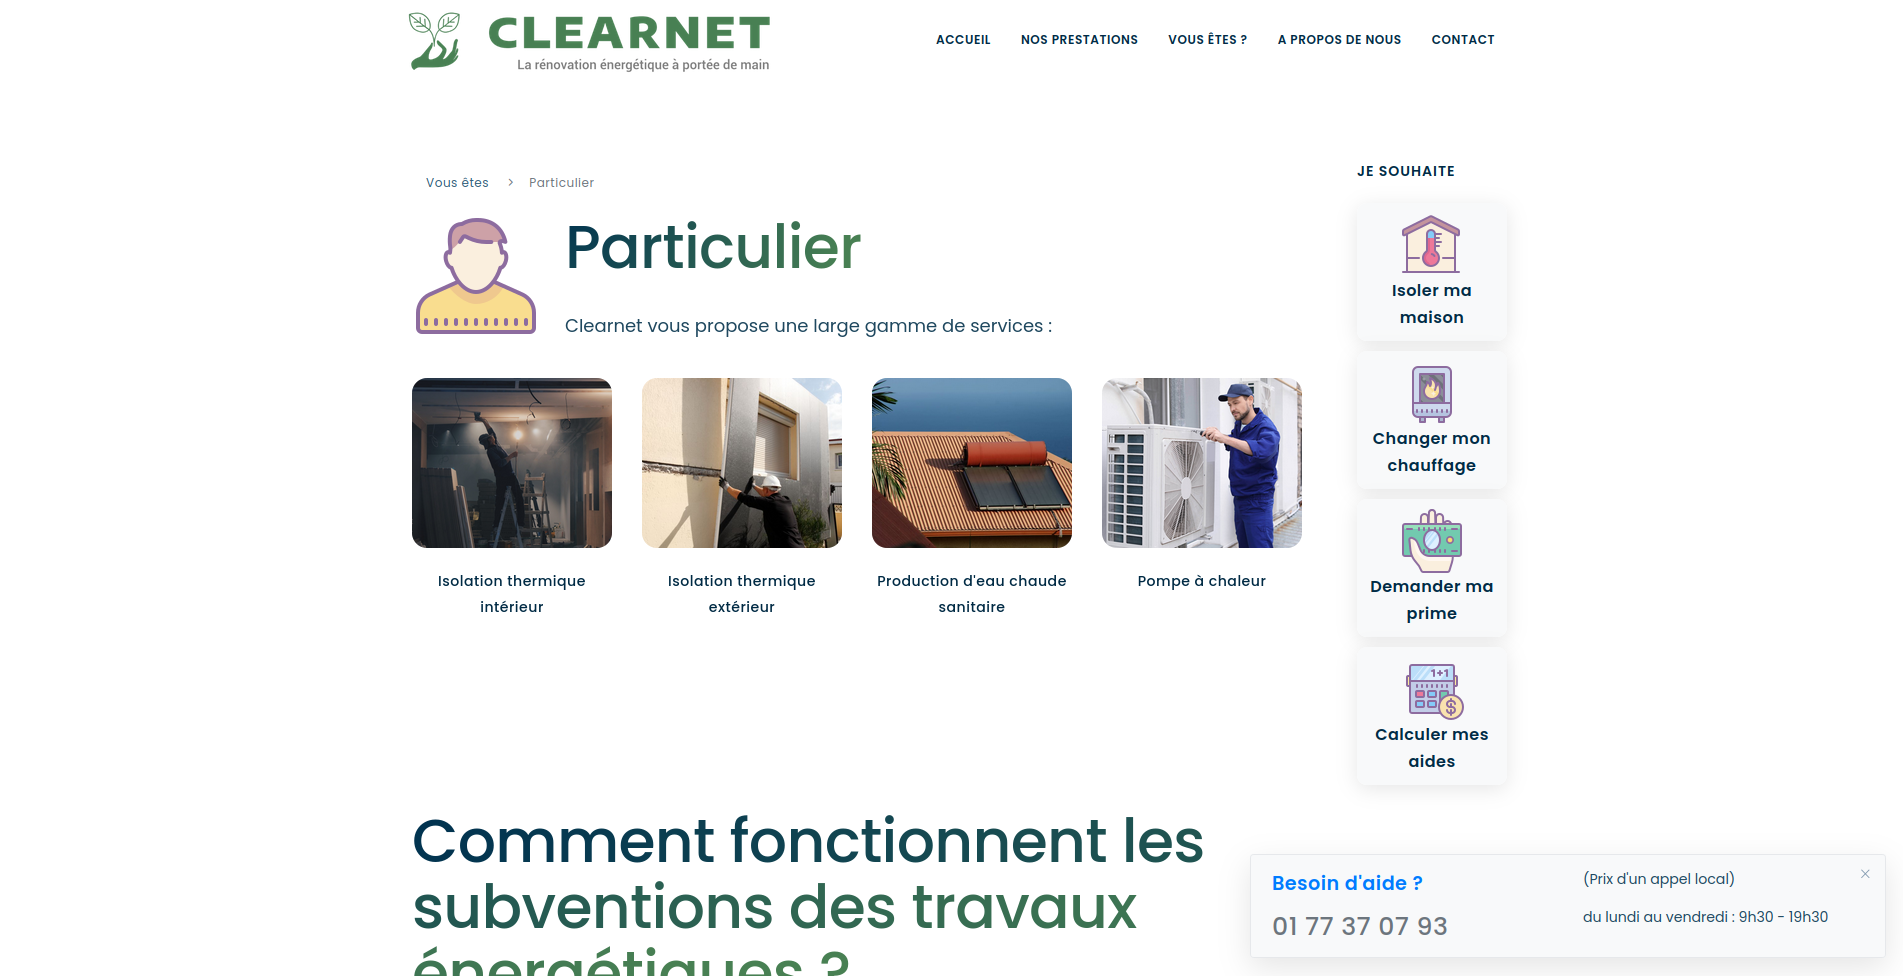 CLEARNET
La rénovation énergétique à portée de main
ACCUEIL
NOS PRESTATIONS
VOUS ÊTES ?
A PROPOS DE NOUS
CONTACT
Vous êtes > Particulier
Particulier
Clearnet vous propose une large gamme de services :
Isolation thermique
intérieur
Isolation thermique
extérieur
Production d'eau chaude
sanitaire
Pompe à chaleur
JE SOUHAITE
Isoler ma
maison
Changer mon
chauffage
Demander ma
prime
1+1
$
Calculer mes
aides
Comment fonctionnent les
subventions des travaux
énergétiques ?
Besoin d'aide ?
01 77 37 07 93
(Prix d'un appel local)
du lundi au vendredi : 9h30 - 19h30